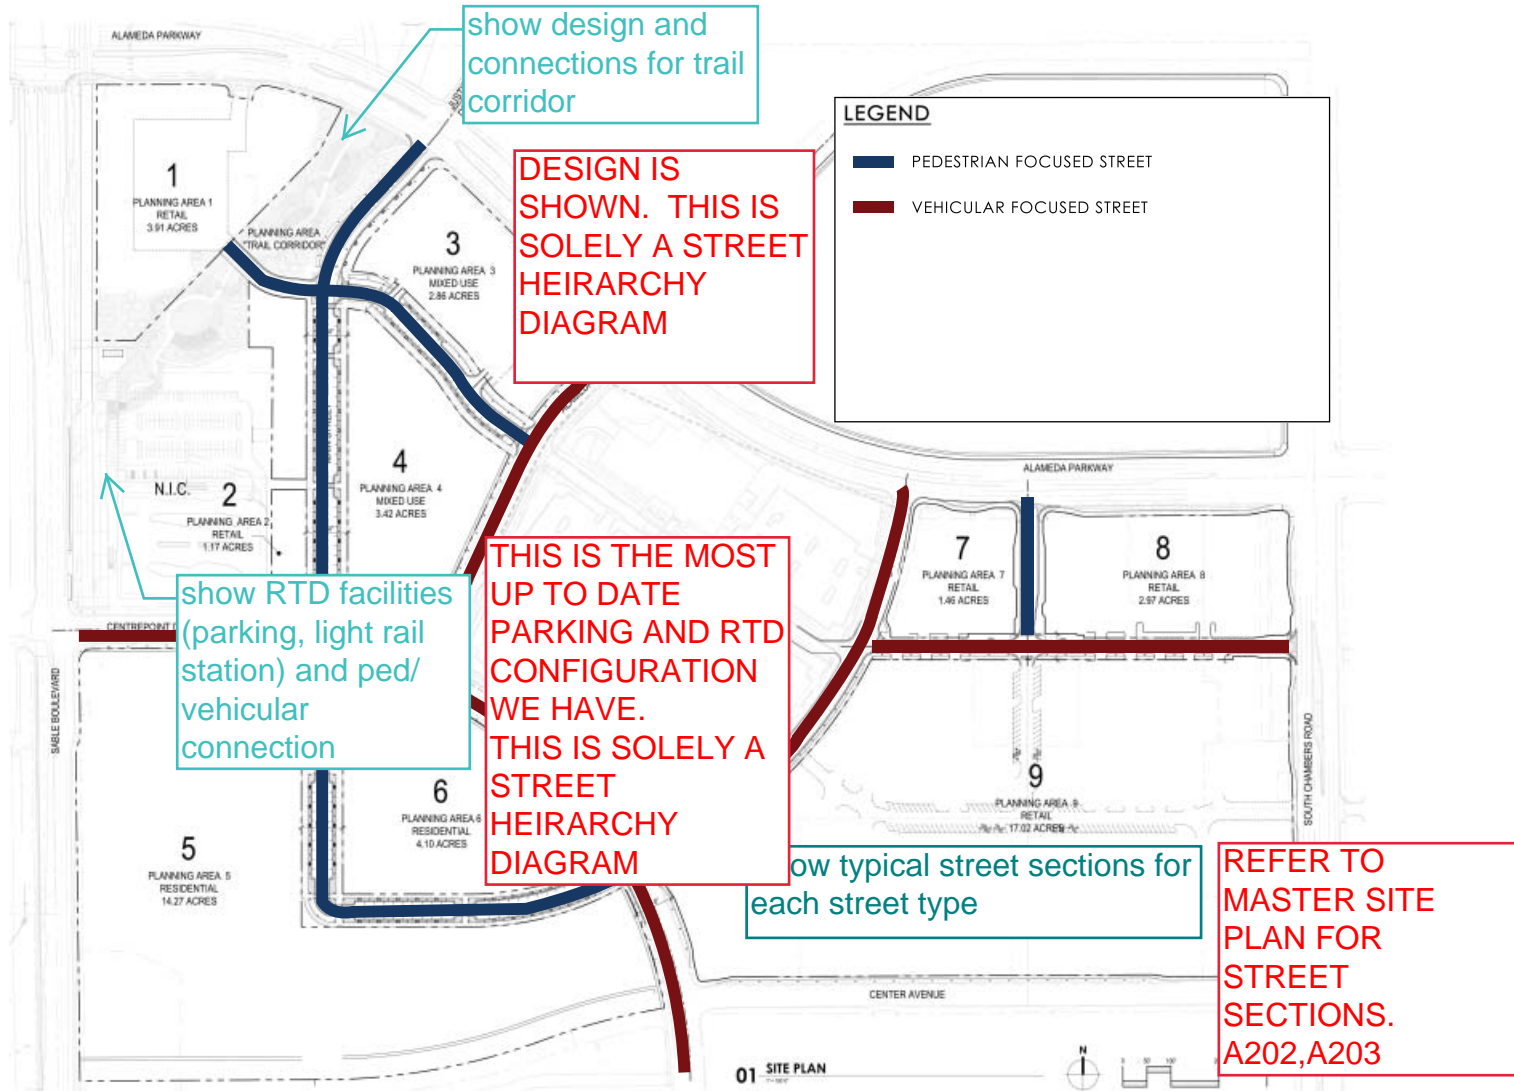 ALAMEDA PARKWAY
show design and
connections for trail
corridor
LEGEND
PEDESTRIAN FOCUSED STREET
VEHICULAR FOCUSED STREET
DESIGN IS
SHOWN. THIS IS
SOLELY A STREET
HEIRARCHY
DIAGRAM
1
PLANNING AREA 1
RETAIL
3.91 ACRES
PLANNING AREA
"TRAIL CORRIDOR"
3
PLANNING AREA 3
MIXED USE
2.86 ACRES
4
PLANNING AREA 4
MIXED USE
3.42 ACRES
N.I.C.
2
PLANNING AREA 2
RETAIL
1.17 ACRES
ALAMEDA PARKWAY
7
PLANNING AREA 7
RETAIL
1.46 ACRES
8
PLANNING AREA 8
RETAIL
2.97 ACRES
THIS IS THE MOST
UP TO DATE
PARKING AND RTD
CONFIGURATION
WE HAVE.
THIS IS SOLELY A
STREET
HEIRARCHY
DIAGRAM
show RTD facilities
(parking, light rail
station) and ped/
vehicular
connection
CENTREPOINT
SABLE BOULEVARD
SOUTH CHAMBERS ROAD
5
PLANNING AREA 5
RESIDENTIAL
14.27 ACRES
6
PLANNING AREA 6
RESIDENTIAL
4.10 ACRES
9
PLANNING AREA 9
RETAIL
17.02 ACRES
ow typical street sections for
each street type
REFER TO
MASTER SITE
PLAN FOR
STREET
SECTIONS.
A202,A203
CENTER AVENUE
01 SITE PLAN
N
0 50' 100'